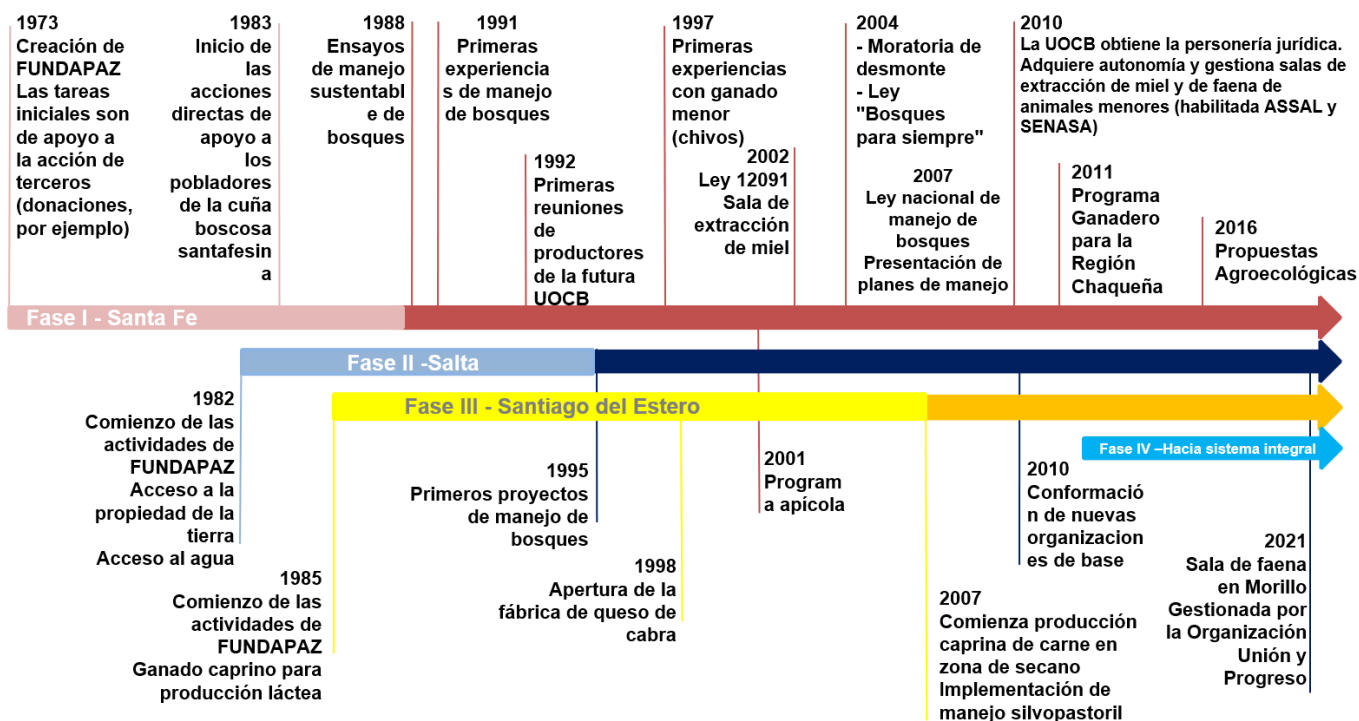 1973
Creación de
FUNDAPAZ
Las tareas
iniciales son
de apoyo a
la acción de
terceros
(donaciones,
por ejemplo)
1983
Inicio de
las
acciones
directas de
apoyo a
los
pobladores
de la cuña
boscosa
santafesin
a
1988
Ensayos
de manejo
sustentabl
e de
bosques
1991
Primeras
experiencia
s de manejo
de bosques
1992
Primeras
reuniones
de
productores
de la futura
UOCB
1997
Primeras
experiencias
con ganado
menor
(chivos)
2002
Ley 12091
Sala de
extracción
de miel
2004
- Moratoria de
desmonte
- Ley
"Bosques
para siempre"
2007
Ley nacional de
manejo de
bosques
Presentación de
planes de manejo
2010
La UOCB obtiene la personería jurídica.
Adquiere autonomía y gestiona salas de
extracción de miel y de faena de
animales menores (habilitada ASSAL y
SENASA)
2011
Programa
Ganadero
para la
Región
Chaqueña
2016
Propuestas
Agroecológicas
Fase I - Santa Fe
Fase II -Salta
Fase III - Santiago del Estero
Fase IV –Hacia sistema integral
1982
Comienzo de las
actividades de
FUNDAPAZ
Acceso a la
propiedad de la
tierra
Acceso al agua
1985
Comienzo de las
actividades de
FUNDAPAZ
Ganado caprino para
producción láctea
1995
Primeros proyectos
de manejo de
bosques
1998
Apertura de la
fábrica de queso de
cabra
2001
Program
a apícola
2007
Comienza producción
caprina de carne en
zona de secano
Implementación de
manejo silvopastoril
2010
Conformació
n de nuevas
organizacion
es de base
2021
Sala de faena
en Morillo
Gestionada por
la Organización
Unión y
Progreso